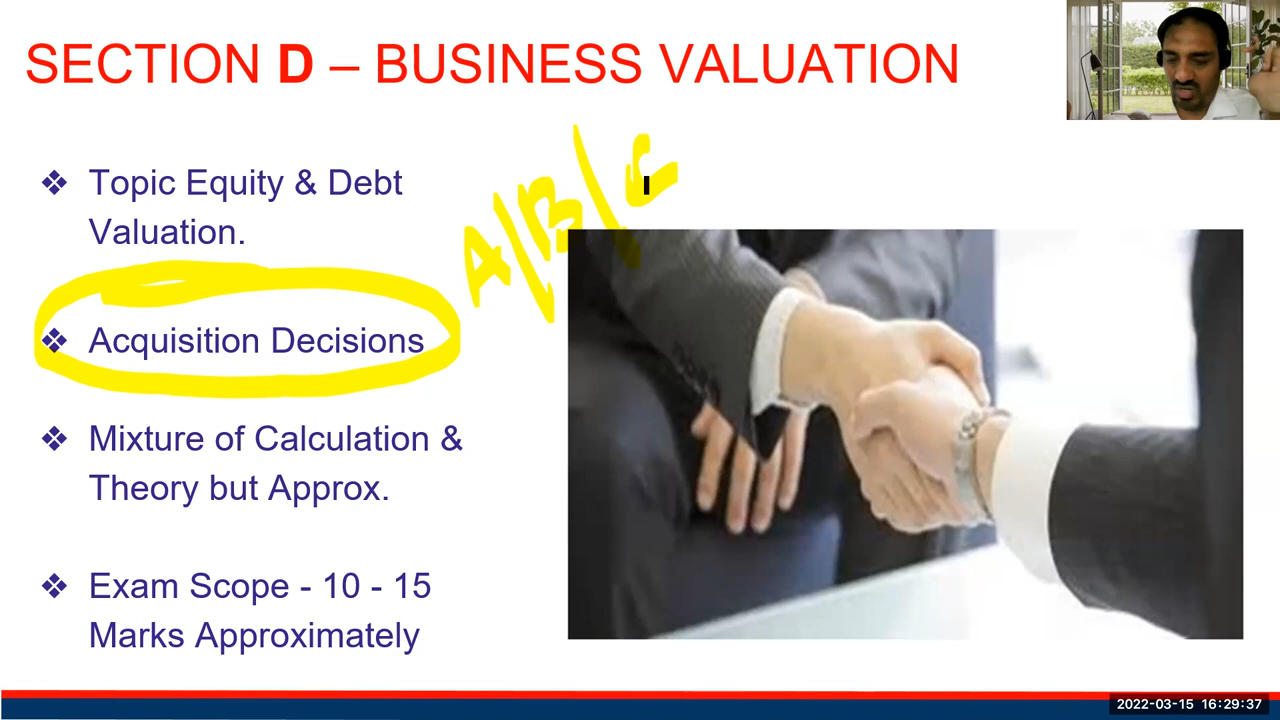 SECTION D – BUSINESS VALUATION
❖ Topic Equity & Debt
Valuation.
A/B/C
❖ Acquisition Decisions
❖ Mixture of Calculation &
Theory but Approx.
❖ Exam Scope - 10 - 15
Marks Approximately
2022-03-15 16:29:37